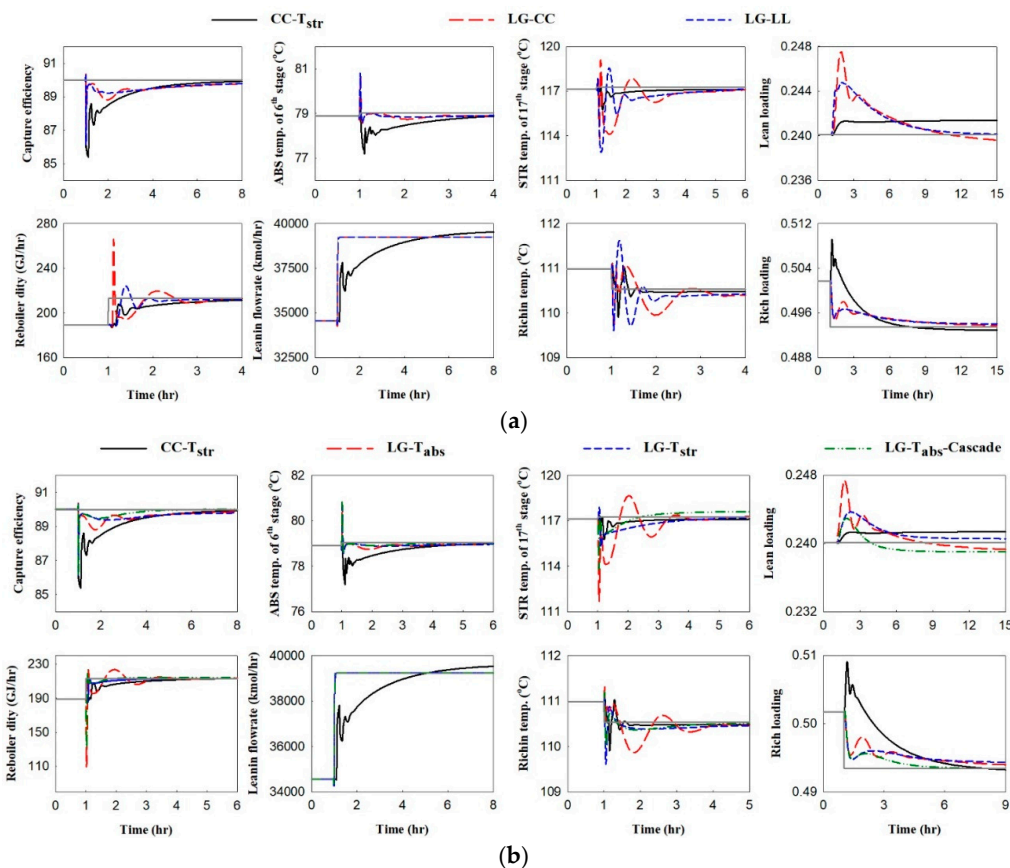 CC-Tstr LG-CC LG-LL
Capture efficiency
90
89
87
85
0 2 4 6 8
ABS temp. of 6th stage (°C)
81
79
77
0 1 2 3 4
STR temp. of 17th stage (°C)
120
117
114
111
0 1 2 3 4 5 6
Lean loading
0.248
0.244
0.240
0.236
0 3 6 9 12 15
Reboiler dity (GJ/hr)
280
240
200
160
0 1 2 3 4
Time (hr)
Leanin flowrate (kmol/hr)
40000
37500
35000
32500
0 2 4 6 8
Time (hr)
Richin temp. (°C)
112
111
110
109
0 1 2 3 4
Time (hr)
Rich loading
0.512
0.504
0.496
0.488
0 3 6 9 12 15
Time (hr)
(a)
CC-Tstr LG-Tabs LG-Tstr LG-Tabs-Cascade
Capture efficiency
90
89
87
85
0 2 4 6 8
ABS temp. of 6th stage (°C)
82
80
78
76
0 1 2 3 4 5 6
STR temp. of 17th stage (°C)
120
117
114
111
0 1 2 3 4 5 6
Lean loading
0.248
0.240
0.232
0 3 6 9 12 15
Reboiler dity (GJ/hr)
230
190
150
110
0 1 2 3 4 5 6
Time (hr)
Leanin flowrate (kmol/hr)
40000
38000
36000
34000
0 2 4 6 8
Time (hr)
Richin temp. (°C)
112
111
110
109
0 1 2 3 4 5
Time (hr)
Rich loading
0.51
0.50
0.49
0 3 6 9
Time (hr)
(b)